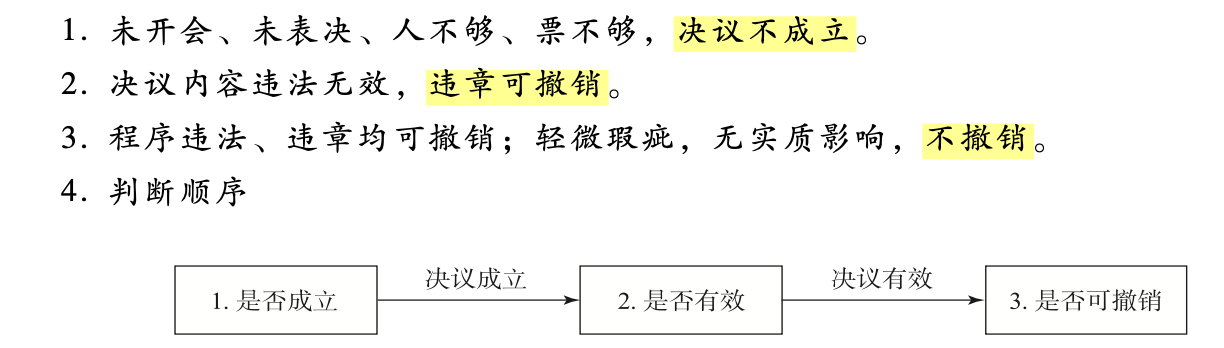 1. 未开会、未表决、人不够、票不够，决议不成立。
2. 决议内容违法无效，违章可撤销。
3. 程序违法、违章均可撤销；轻微瑕疵，无实质影响，不撤销。
4. 判断顺序
1. 是否成立
决议成立
2. 是否有效
决议有效
3. 是否可撤销